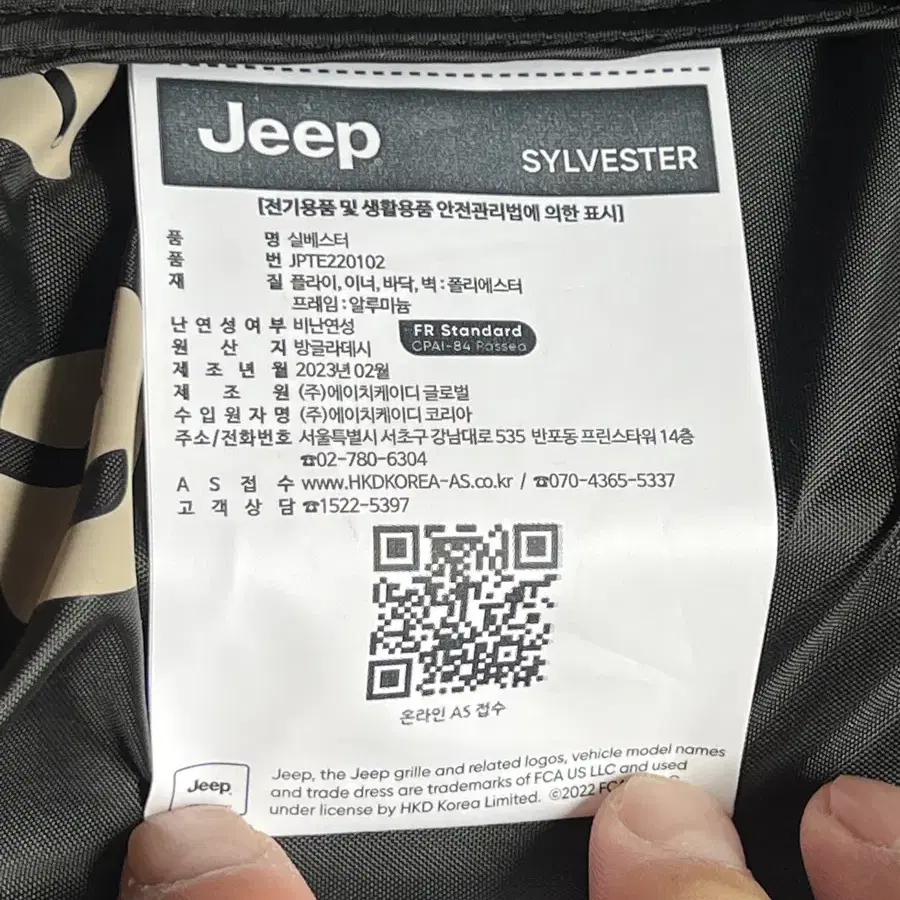 Jeep
SYLVESTER
[전기용품 및 생활용품 안전관리법에 의한 표시]
품 명 실베스터
품 번 JPTE220102
재 질 플라이, 이너, 바닥, 벽 : 폴리에스터
프레임 : 알루미늄
난연성여부 비난연성
FR Standard
CPAI-84 Passed
원 산 지 방글라데시
제 조 년 월 2023년 02월
제 조 원 (주)에이치케이디 글로벌
수입원자명 (주)에이치케이디 코리아
주소/전화번호 서울특별시 서초구 강남대로 535 반포동 프린스타워 14층
☎02-780-6304
A S 접 수 www.HKDKOREA-AS.co.kr / ☎070-4365-5337
고 객 상 담 ☎1522-5397
온라인 AS 접수
Jeep
Jeep, the Jeep grille and related logos, vehicle model names
and trade dress are trademarks of FCA US LLC and used
under license by HKD Korea Limited. ©2022